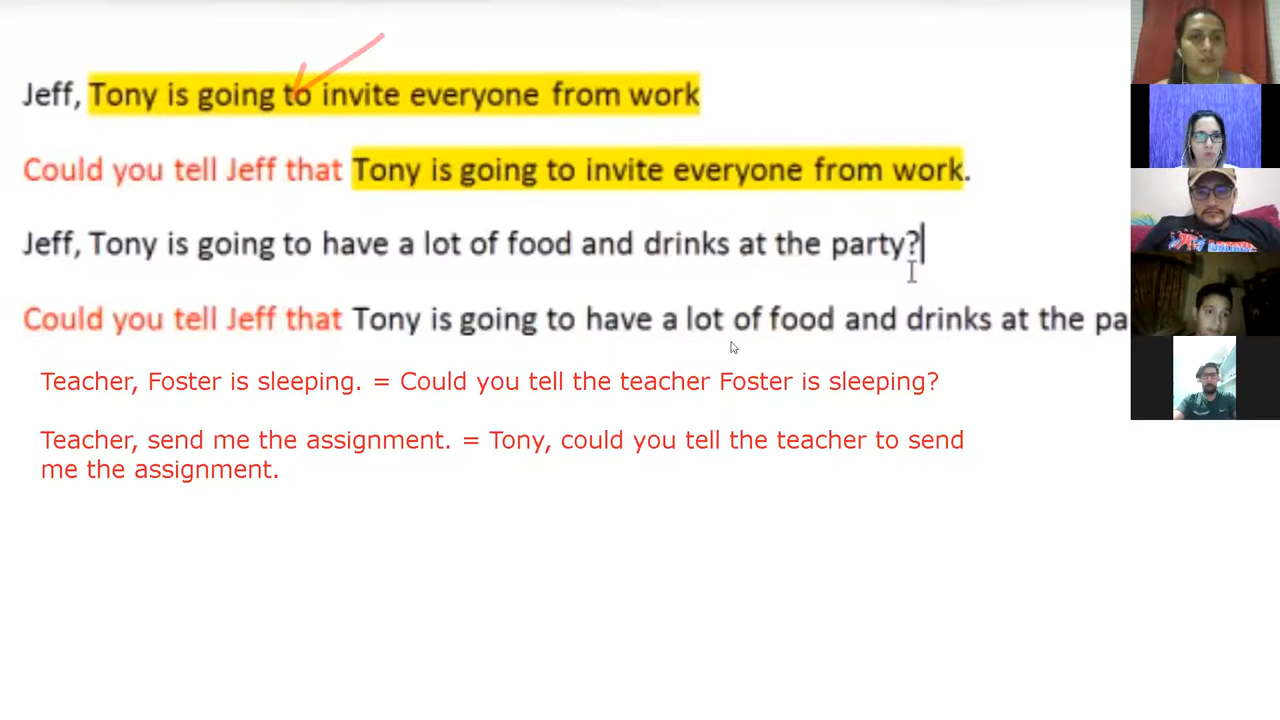 Jeff, Tony is going to invite everyone from work
Could you tell Jeff that Tony is going to invite everyone from work.
Jeff, Tony is going to have a lot of food and drinks at the party?
Could you tell Jeff that Tony is going to have a lot of food and drinks at the pa
Teacher, Foster is sleeping. = Could you tell the teacher Foster is sleeping?
Teacher, send me the assignment. = Tony, could you tell the teacher to send
me the assignment.